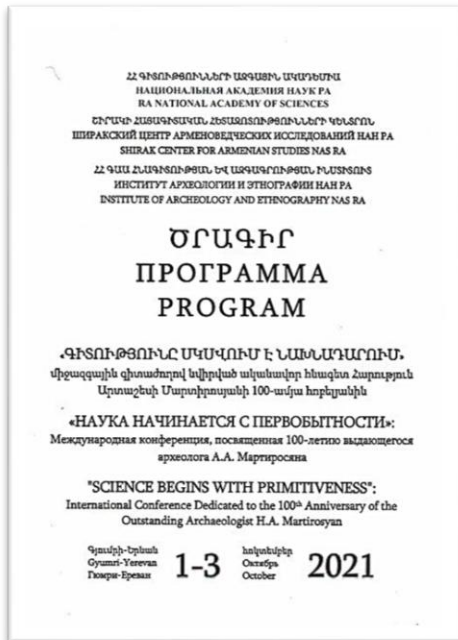 ՀՀ ԳԻՏՈՒԹՅՈՒՆՆԵՐԻ ԱԶԳԱՅԻՆ ԱԿԱԴԵՄԻԱ
НАЦИОНАЛЬНАЯ АКАДЕМИЯ НАУК РА
RA NATIONAL ACADEMY OF SCIENCES
ՇԻՐԱԿԻ ՀԱՅԱԳԻՏԱԿԱՆ ՀԵՏԱԶՈՏՈՒԹՅՈՒՆՆԵՐԻ ԿԵՆՏՐՈՆ
ШИРАКСКИЙ ЦЕНТР АРМЕНОВЕДЧЕСКИХ ИССЛЕДОВАНИЙ НАН РА
SHIRAK CENTER FOR ARMENIAN STUDIES NAS RA
ՀՀ ԳԱԱ ՀՆԱԳԻՏՈՒԹՅԱՆ ԵՎ ԱԶԳԱԳՐՈՒԹՅԱՆ ԻՆՍՏԻՏՈՒՏ
ИНСТИТУТ АРХЕОЛОГИИ И ЭТНОГРАФИИ НАН РА
INSTITUTE OF ARCHEOLOGY AND ETHNOGRAPHY NAS RA
ԾՐԱԳԻՐ
ПРОГРАММА
PROGRAM
«ԳԻՏՈՒԹՅՈՒՆԸ ՍԿՍՎՈՒՄ Է ՆԱԽՆԱԴԱՐՈՒՄ»
միջազգային գիտաժողով նվիրված ականավոր հնագետ Հարություն
Արտաշեսի Մարտիրոսյանի 100-ամյա հոբելյանին
«НАУКА НАЧИНАЕТСЯ С ПЕРВОБЫТНОСТИ»:
Международная конференция, посвященная 100-летию выдающегося
археолога А.А. Мартиросяна
"SCIENCE BEGINS WITH PRIMITIVENESS":
International Conference Dedicated to the 100th Anniversary of the
Outstanding Archaeologist H.A. Martirosyan
Գյումրի-Երևան
Gyumri-Yerevan
Гюмри-Ереван
1-3
հոկտեմբեր
Октябрь
October
2021